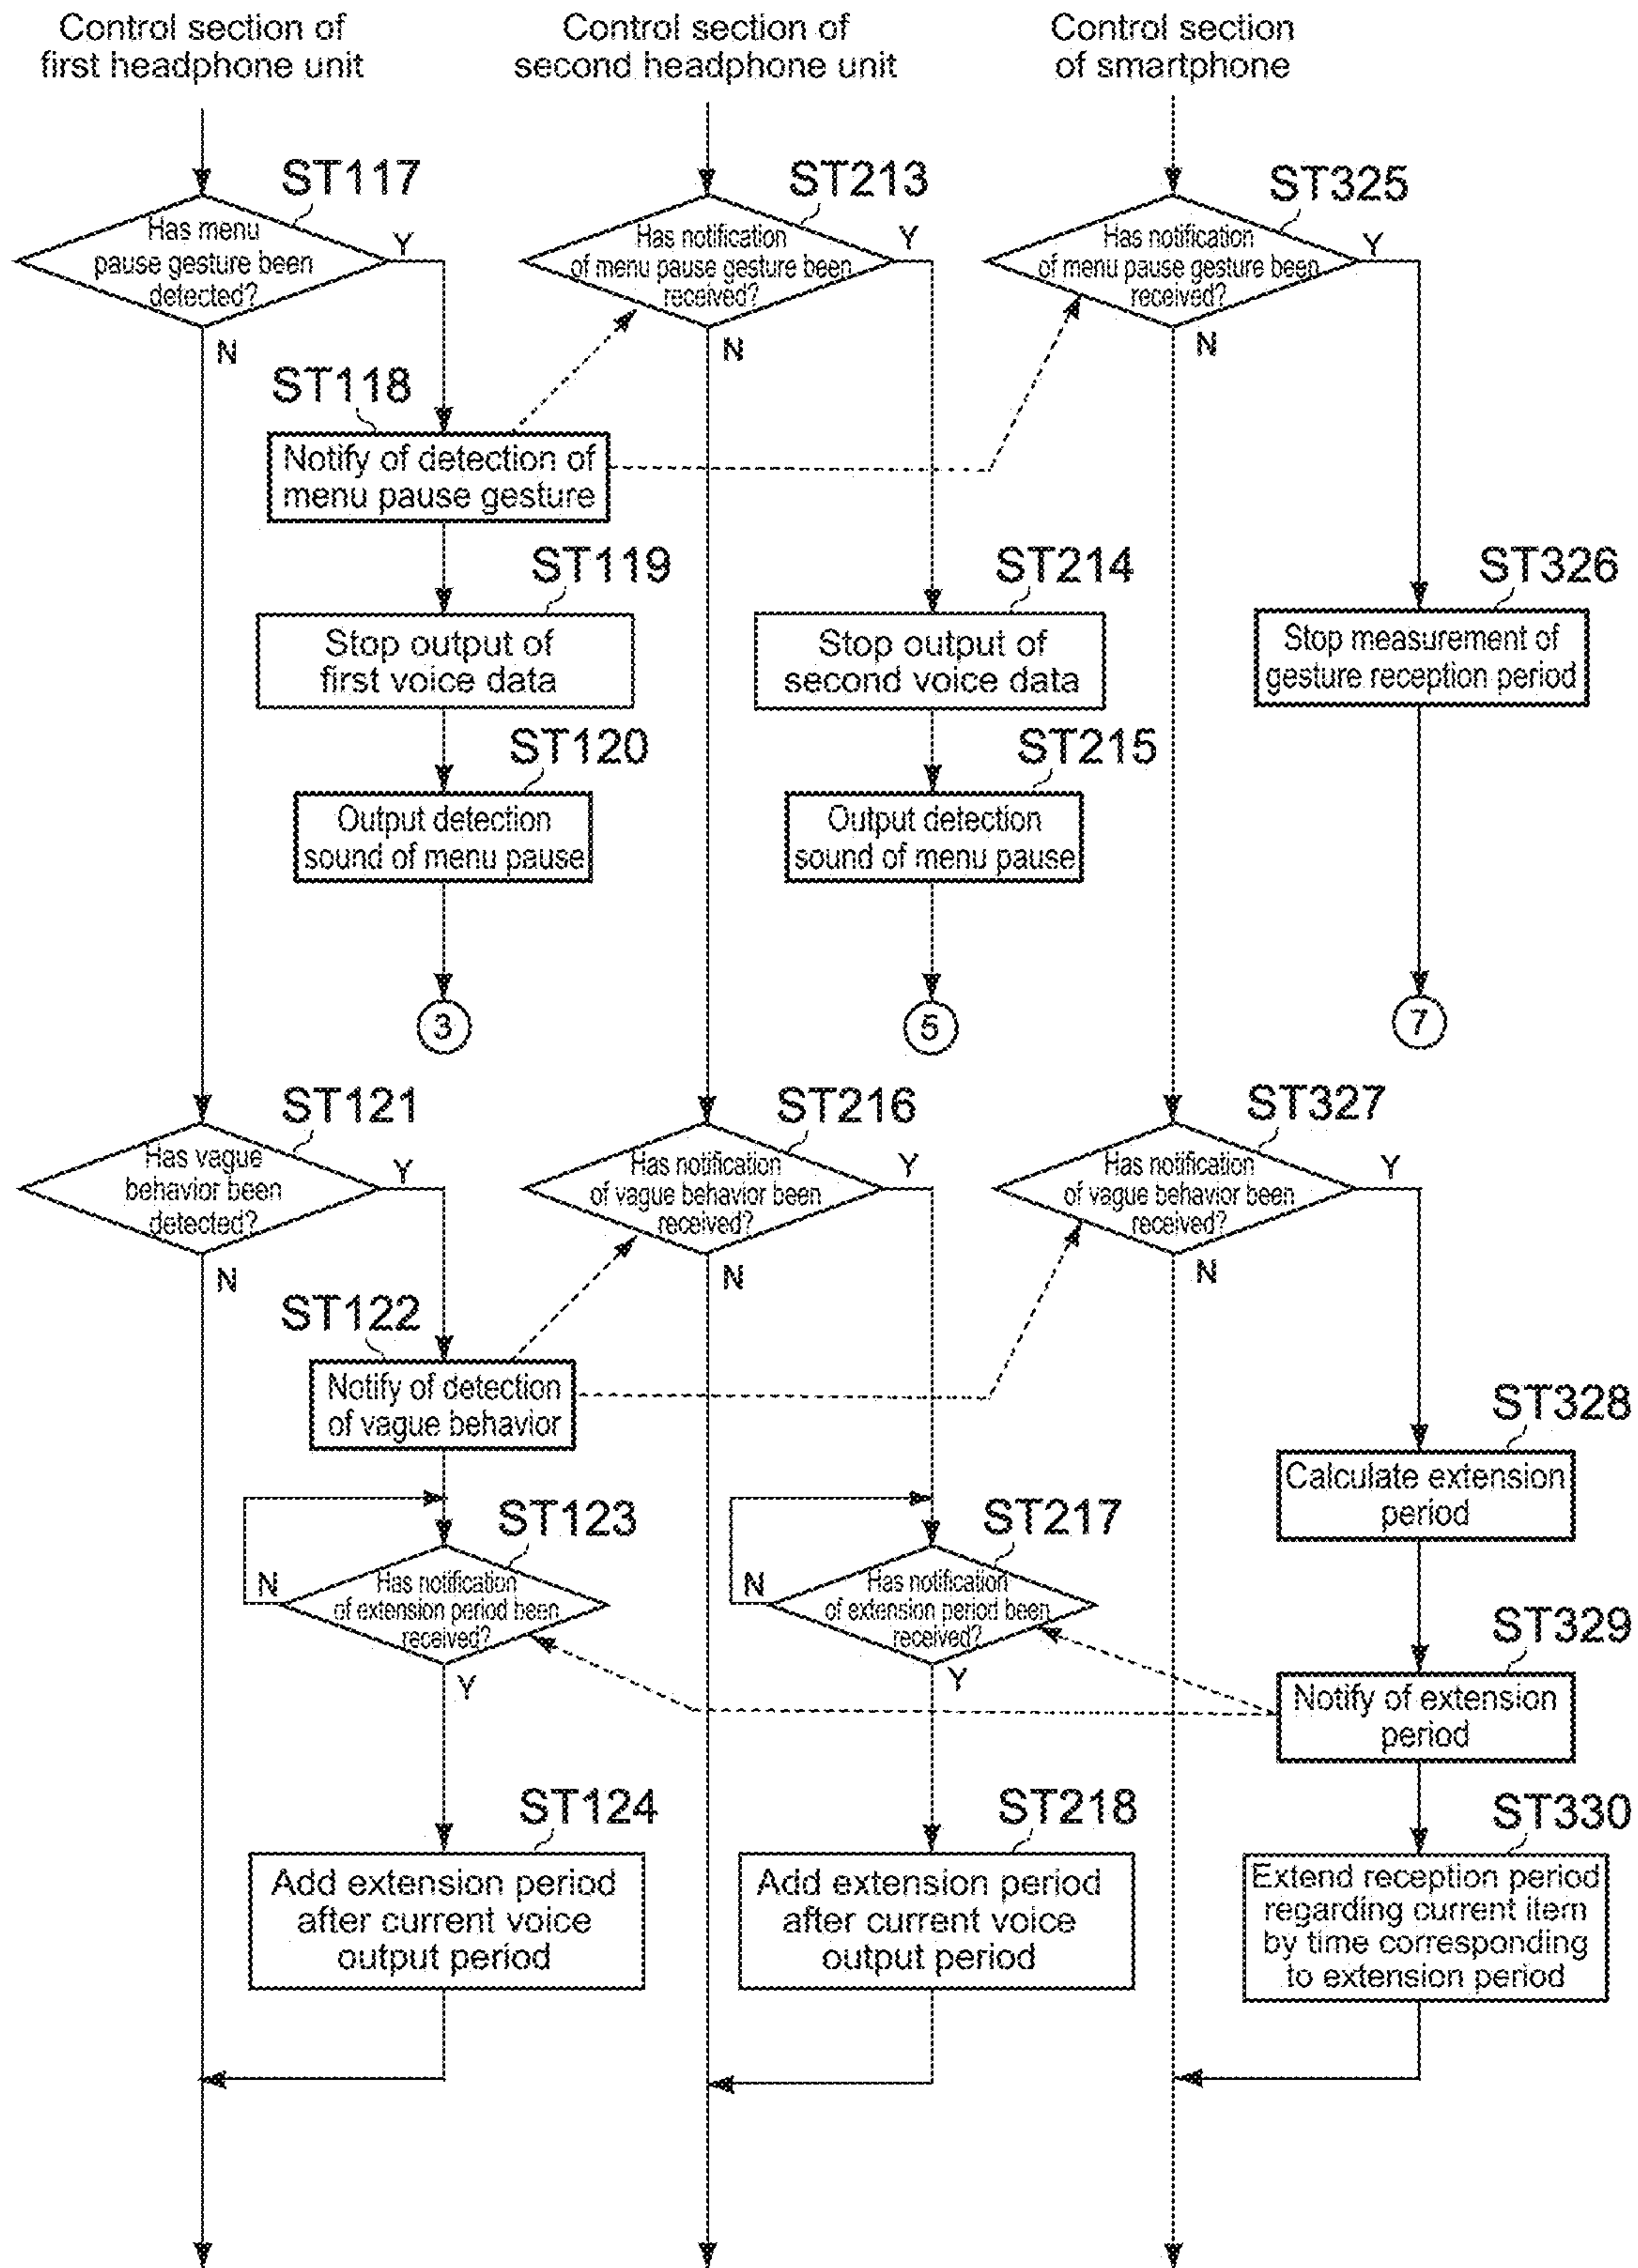 Control section of
first headphone unit
Control section of
second headphone unit
Control section
of smartphone
ST117
Has menu
pause gesture been
detected?
Y
N
ST213
Has notification
of menu pause gesture been
received?
Y
N
ST325
Has notification
of menu pause gesture been
received?
Y
N
ST118
Notify of detection of
menu pause gesture
ST119
Stop output of
first voice data
ST214
Stop output of
second voice data
ST326
Stop measurement of
gesture reception period
ST120
Output detection
sound of menu pause
ST215
Output detection
sound of menu pause
3
5
7
ST121
Has vague
behavior been
detected?
Y
N
ST216
Has notification
of vague behavior been
received?
Y
N
ST327
Has notification
of vague behavior been
received?
Y
N
ST122
Notify of detection
of vague behavior
ST328
Calculate extension
period
ST123
Has notification
of extension period been
received?
N
Y
ST217
Has notification
of extension period been
received?
N
Y
ST329
Notify of extension
period
ST124
Add extension period
after current voice
output period
ST218
Add extension period
after current voice
output period
ST330
Extend reception period
regarding current item
by time corresponding
to extension period